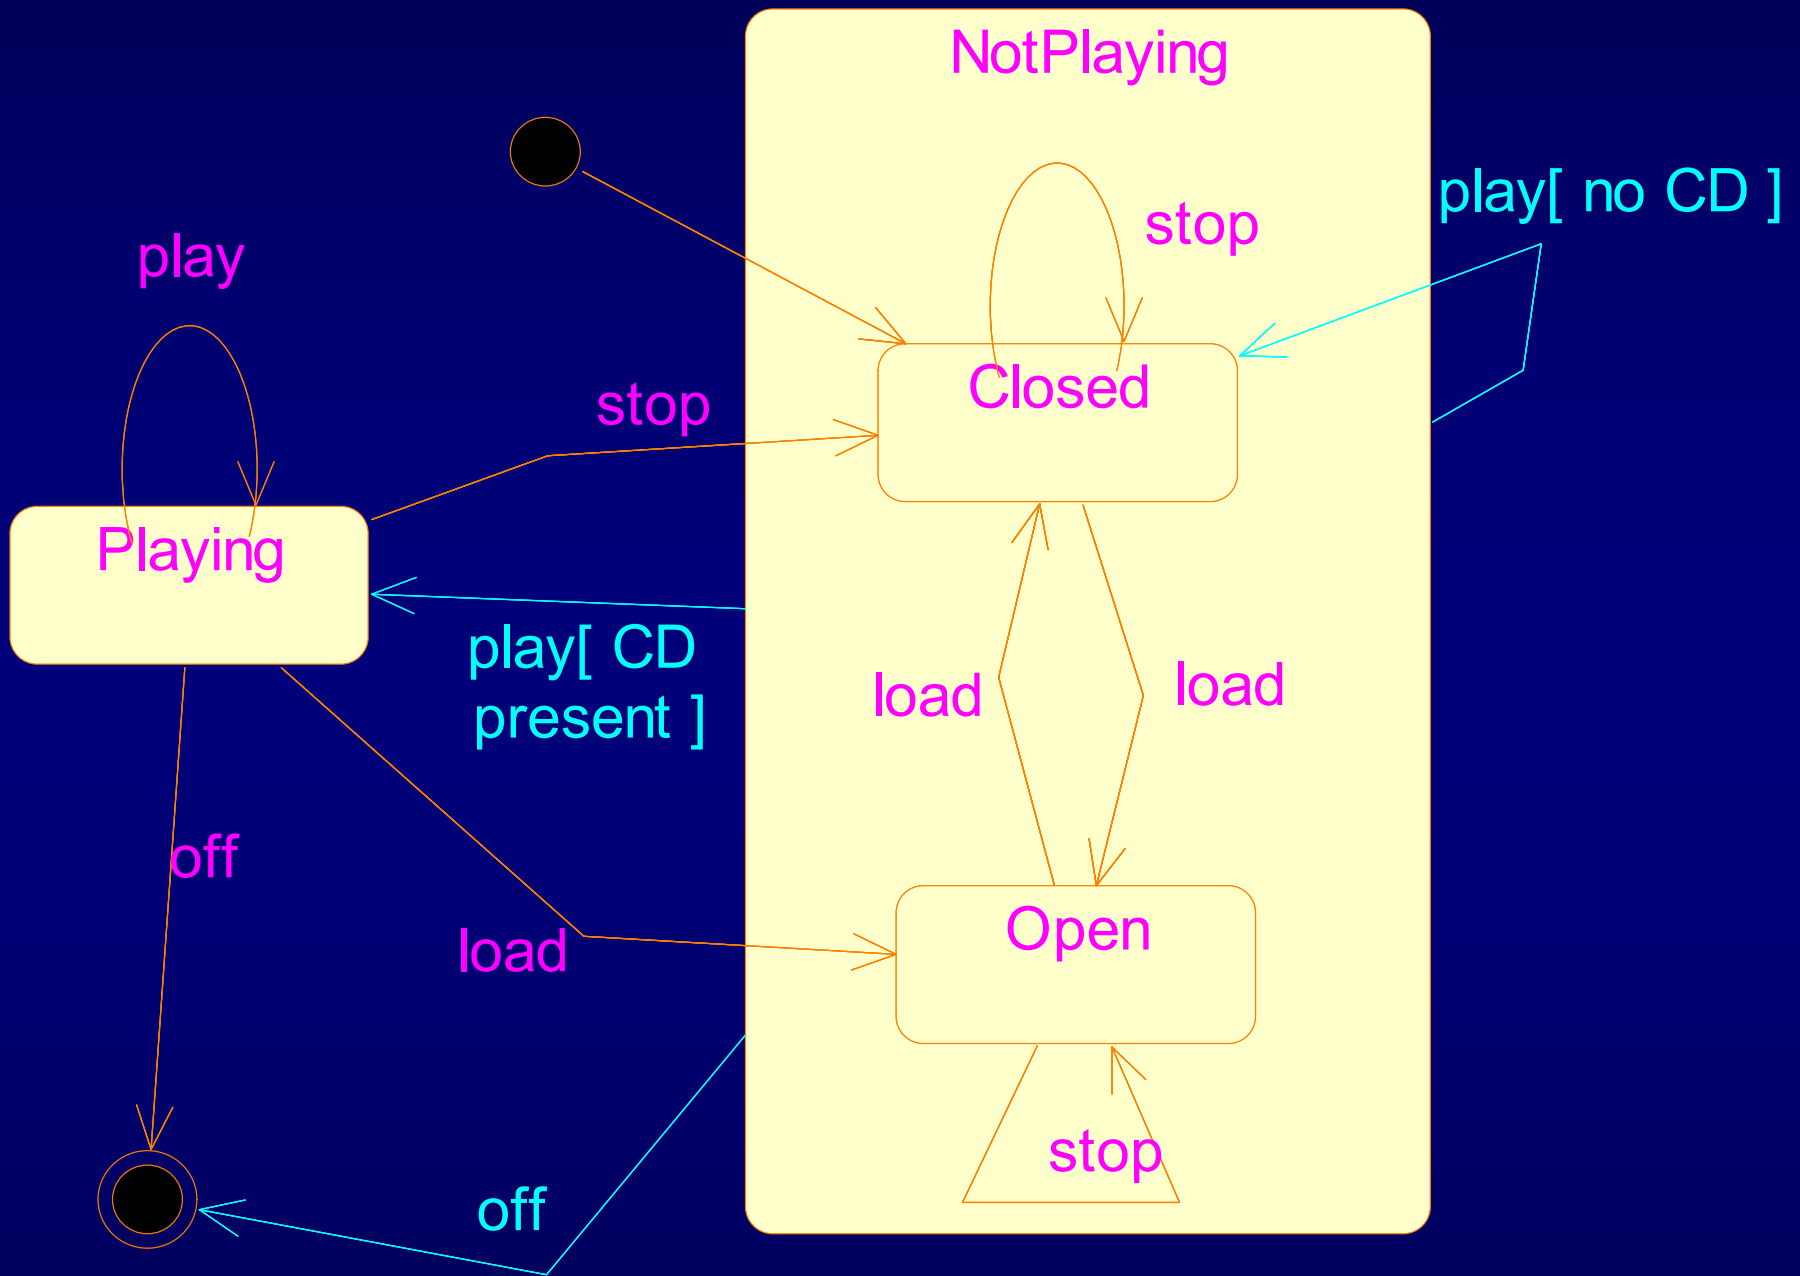 NotPlaying
play[ no CD ]
stop
play
Closed
stop
Playing
play[ CD
present ]
load
load
off
Open
load
stop
off